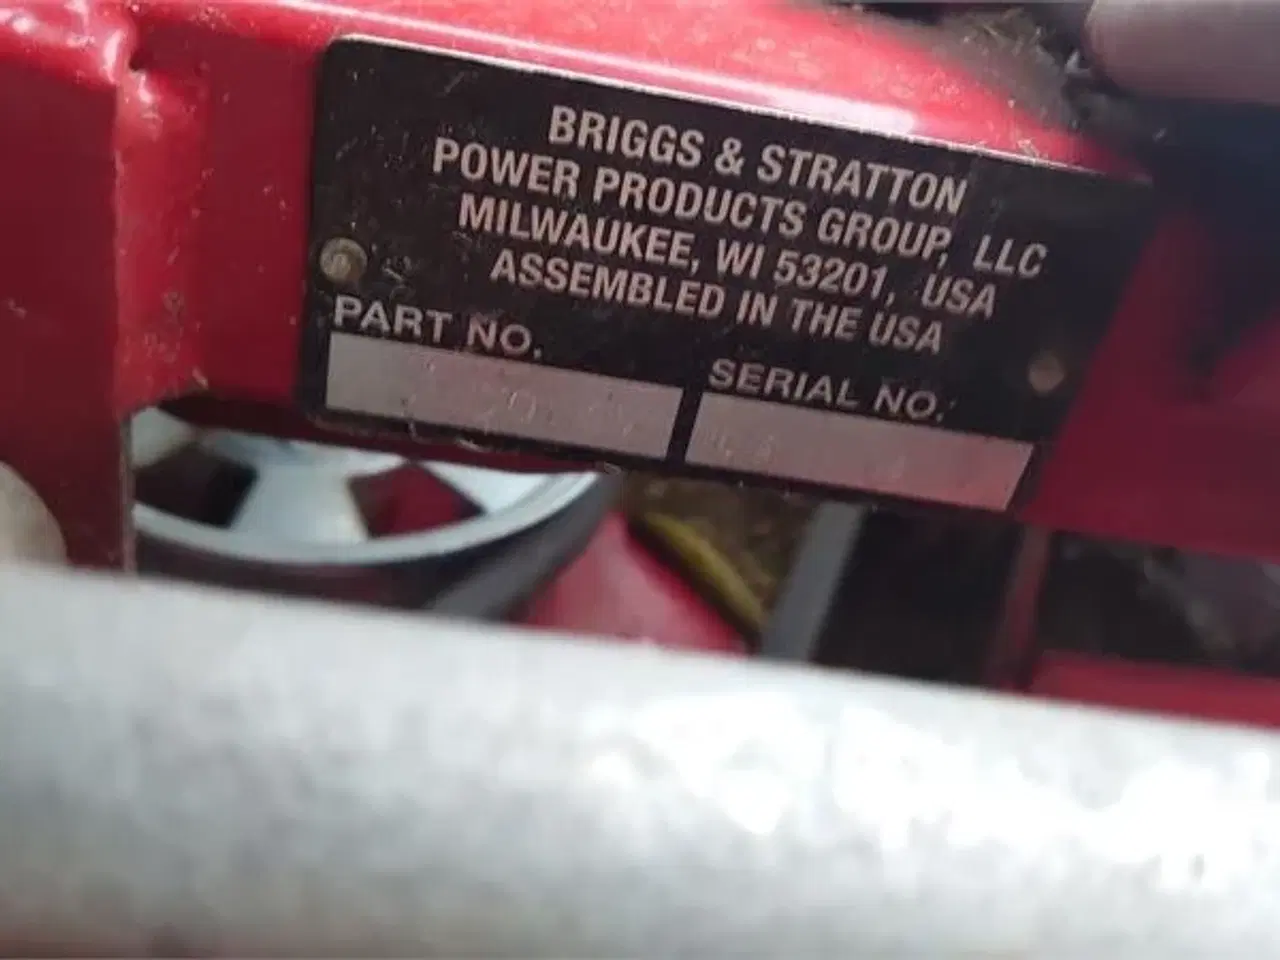 BRIGGS & STRATTON
POWER PRODUCTS GROUP, LLC
MILWAUKEE, WI 53201, USA
ASSEMBLED IN THE USA
PART NO.
SERIAL NO.